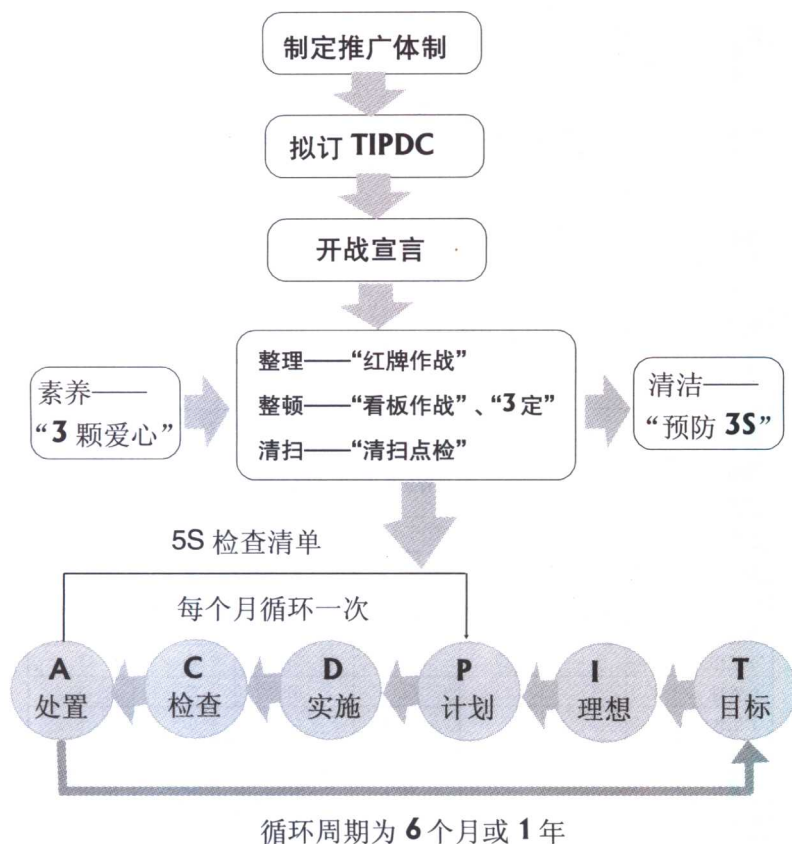 制定推广体制
拟订 TIPDC
开战宣言
素养——
“3 颗爱心”
整理——“红牌作战”
整顿——“看板作战”、“3 定”
清扫——“清扫点检”
清洁——
“预防 3S”
5S 检查清单
每个月循环一次
A
处置
C
检查
D
实施
P
计划
I
理想
T
目标
循环周期为 6 个月或 1 年